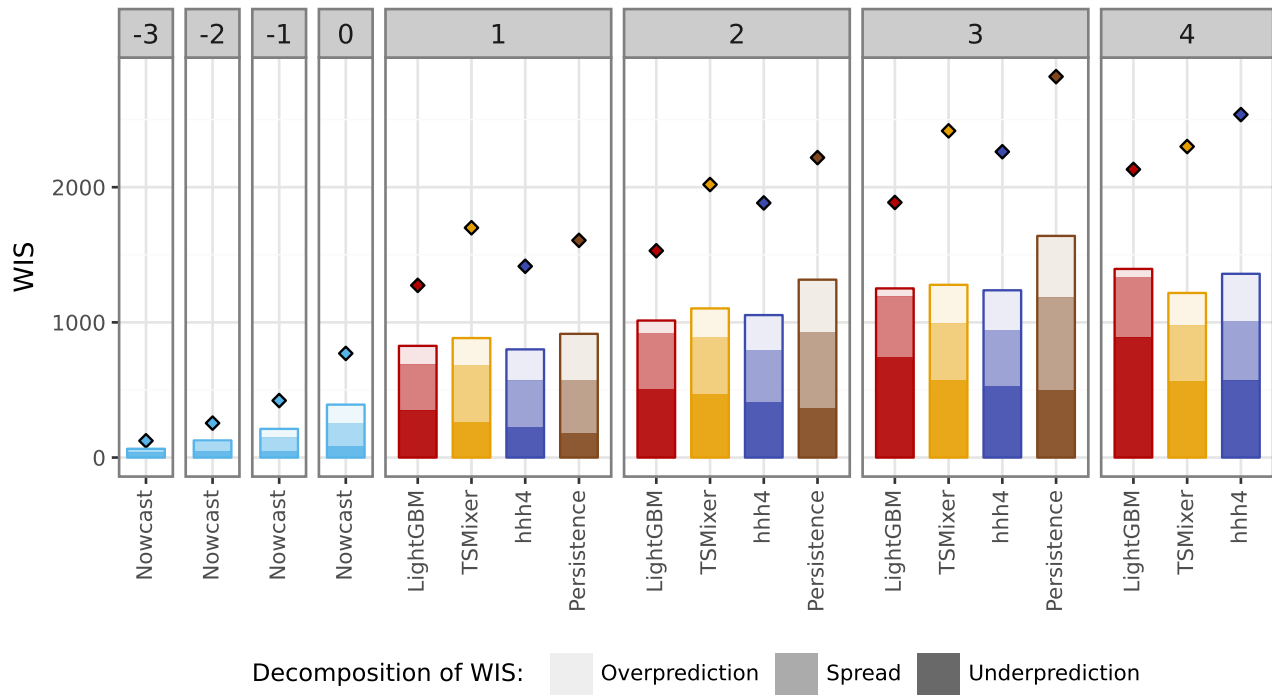 -3 -2 -1 0 1 2 3 4
WIS
2000
1000
0
Nowcast Nowcast Nowcast Nowcast LightGBM TSMixer hhh4 Persistence LightGBM TSMixer hhh4 Persistence LightGBM TSMixer hhh4 Persistence LightGBM TSMixer hhh4
Decomposition of WIS: Overprediction Spread Underprediction